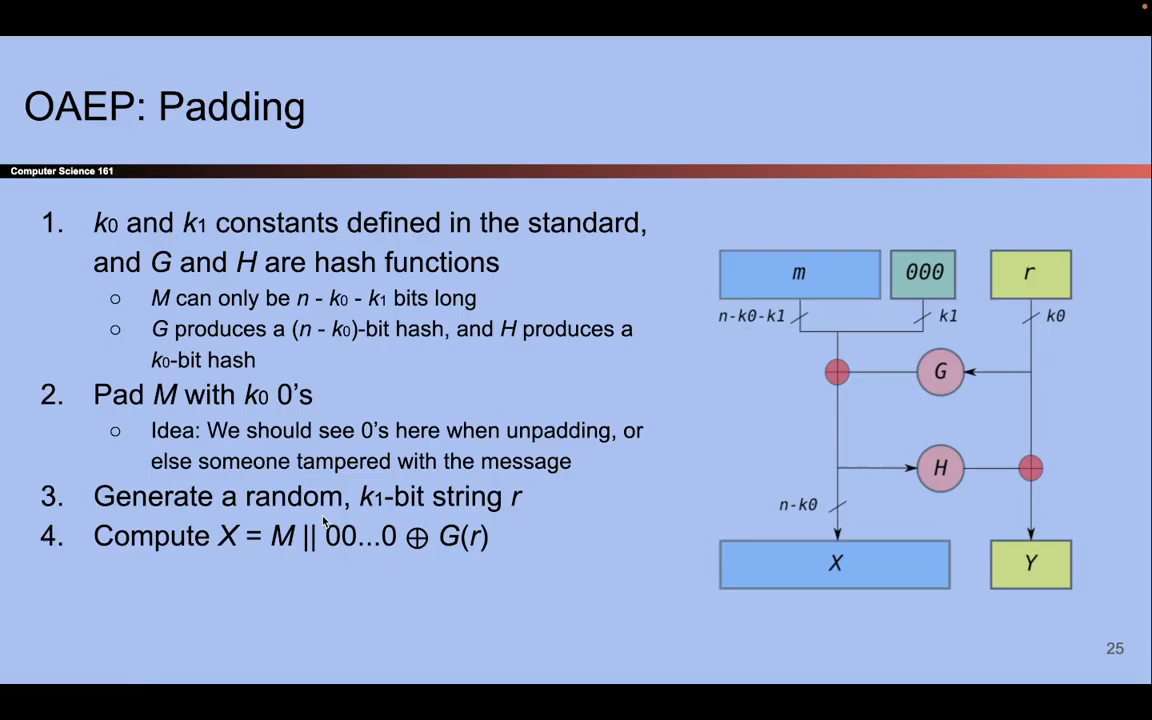 OAEP: Padding
Computer Science 161
1. k0 and k1 constants defined in the standard,
and G and H are hash functions
○ M can only be n - k0 - k1 bits long
○ G produces a (n - k0)-bit hash, and H produces a
k0-bit hash
2. Pad M with k0 0’s
○ Idea: We should see 0’s here when unpadding, or
else someone tampered with the message
3. Generate a random, k1-bit string r
4. Compute X = M || 00...0 ⊕ G(r)
m 000 r
n-k0-k1 k1 k0
G
H
n-k0
X Y
25